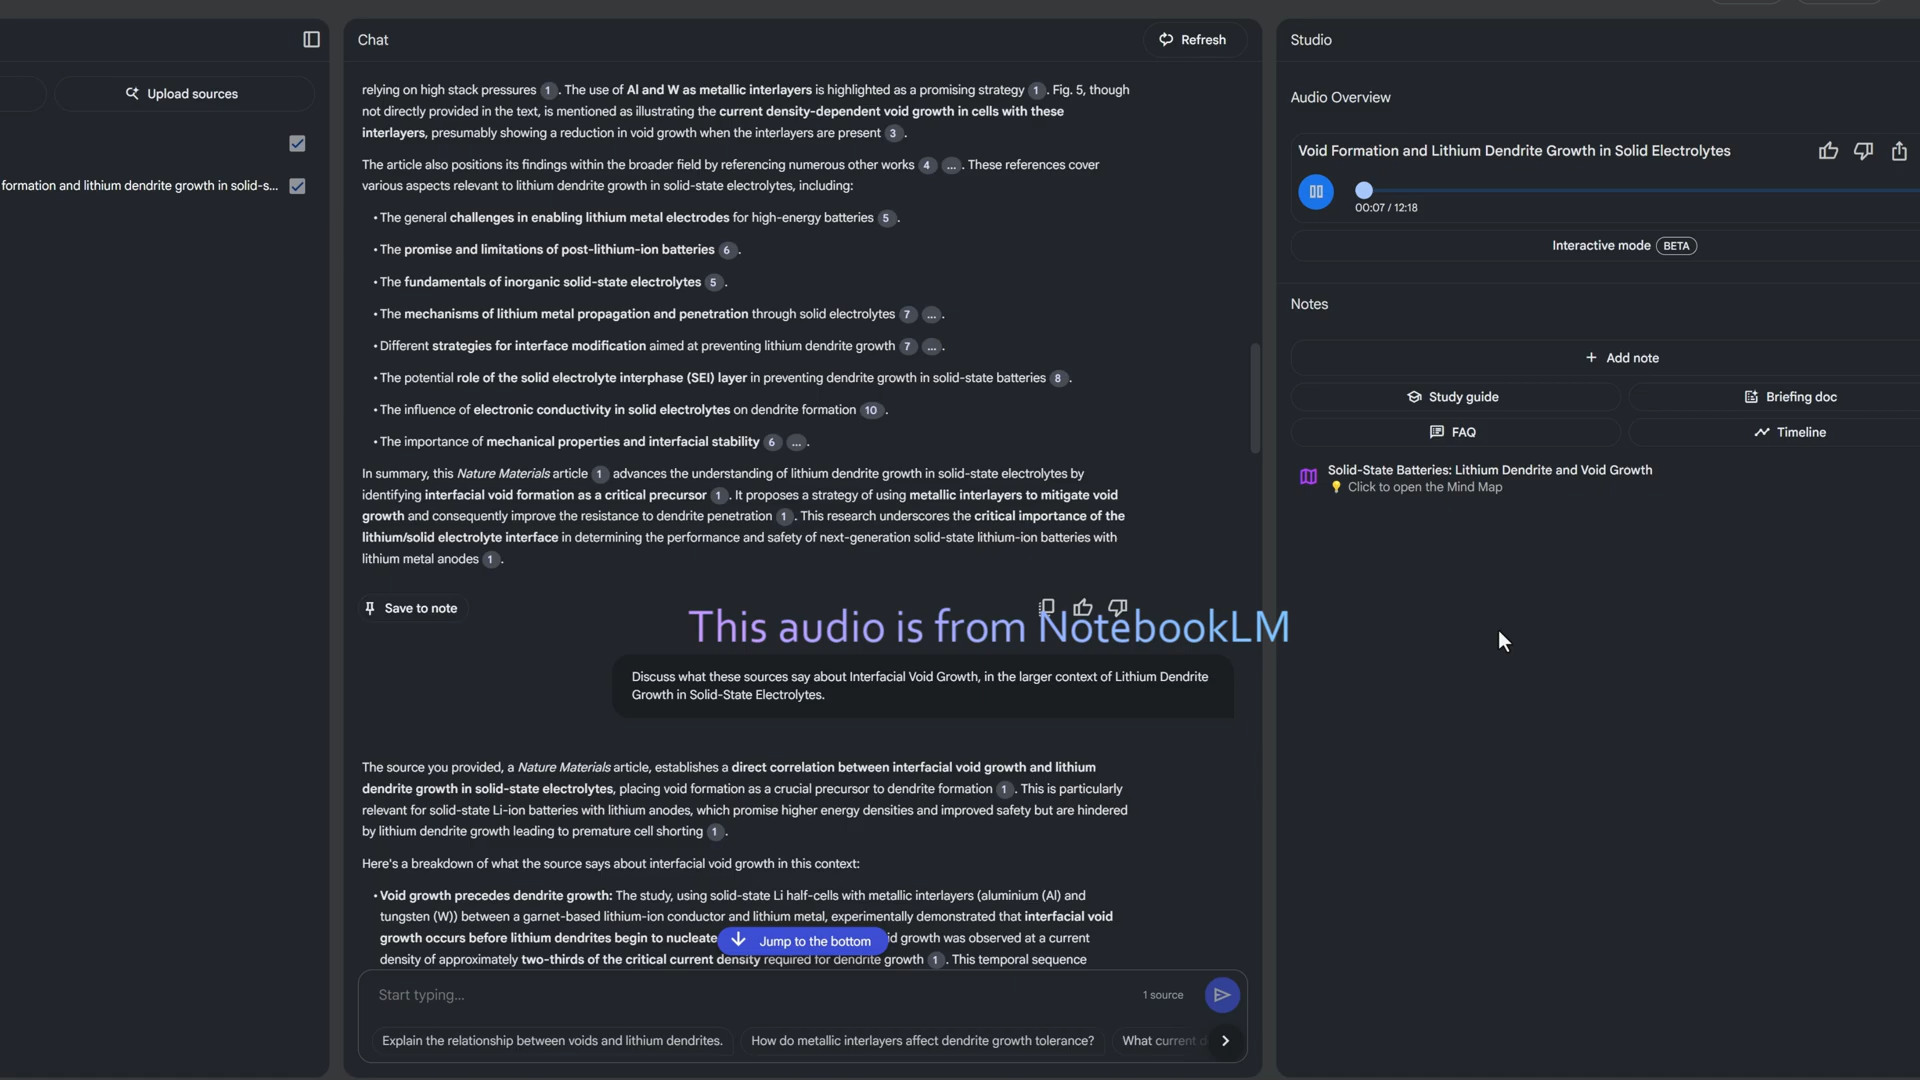 Chat
Refresh
Studio
Upload sources
formation and lithium dendrite growth in solid-s...
relying on high stack pressures 1 . The use of Al and W as metallic interlayers is highlighted as a promising strategy 1 . Fig. 5, though
not directly provided in the text, is mentioned as illustrating the current density-dependent void growth in cells with these
interlayers, presumably showing a reduction in void growth when the interlayers are present 3 .
The article also positions its findings within the broader field by referencing numerous other works 4 ... . These references cover
various aspects relevant to lithium dendrite growth in solid-state electrolytes, including:
• The general challenges in enabling lithium metal electrodes for high-energy batteries 5 .
• The promise and limitations of post-lithium-ion batteries 6 .
• The fundamentals of inorganic solid-state electrolytes 5 .
• The mechanisms of lithium metal propagation and penetration through solid electrolytes 7 ... .
• Different strategies for interface modification aimed at preventing lithium dendrite growth 7 ... .
• The potential role of the solid electrolyte interphase (SEI) layer in preventing dendrite growth in solid-state batteries 8 .
• The influence of electronic conductivity in solid electrolytes on dendrite formation 10 .
• The importance of mechanical properties and interfacial stability 6 ... .
In summary, this Nature Materials article 1 advances the understanding of lithium dendrite growth in solid-state electrolytes by
identifying interfacial void formation as a critical precursor 1 . It proposes a strategy of using metallic interlayers to mitigate void
growth and consequently improve the resistance to dendrite penetration 1 . This research underscores the critical importance of the
lithium/solid electrolyte interface in determining the performance and safety of next-generation solid-state lithium-ion batteries with
lithium metal anodes 1 .
Save to note
This audio is from NotebookLM
Discuss what these sources say about Interfacial Void Growth, in the larger context of Lithium Dendrite
Growth in Solid-State Electrolytes.
The source you provided, a Nature Materials article, establishes a direct correlation between interfacial void growth and lithium
dendrite growth in solid-state electrolytes, placing void formation as a crucial precursor to dendrite formation 1 . This is particularly
relevant for solid-state Li-ion batteries with lithium anodes, which promise higher energy densities and improved safety but are hindered
by lithium dendrite growth leading to premature cell shorting 1 .
Here's a breakdown of what the source says about interfacial void growth in this context:
• Void growth precedes dendrite growth: The study, using solid-state Li half-cells with metallic interlayers (aluminium (Al) and
tungsten (W)) between a garnet-based lithium-ion conductor and lithium metal, experimentally demonstrated that interfacial void
growth occurs before lithium dendrites begin to nucleate
Jump to the bottom
growth was observed at a current
density of approximately two-thirds of the critical current density required for dendrite growth 1 . This temporal sequence
Start typing...
1 source
Explain the relationship between voids and lithium dendrites.
How do metallic interlayers affect dendrite growth tolerance?
What current
Audio Overview
Void Formation and Lithium Dendrite Growth in Solid Electrolytes
00:07 / 12:18
Interactive mode BETA
Notes
Add note
Study guide
Briefing doc
FAQ
Timeline
Solid-State Batteries: Lithium Dendrite and Void Growth
Click to open the Mind Map